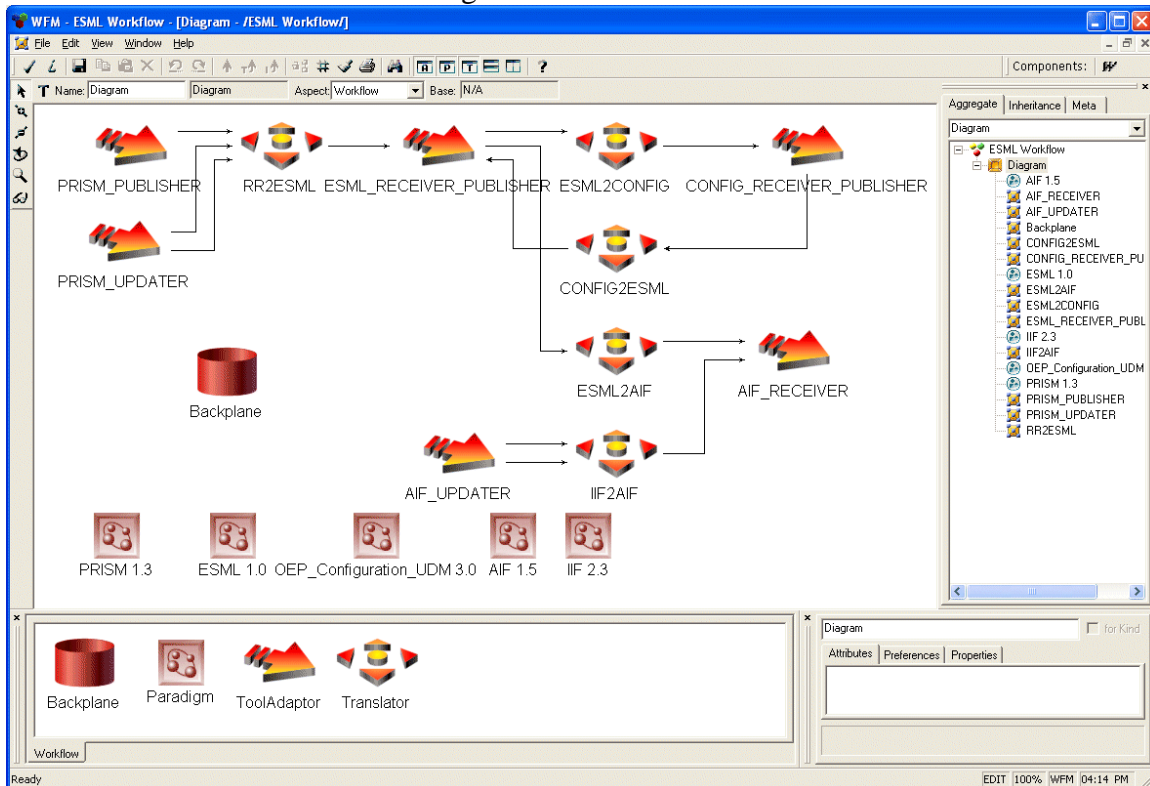 WFM - ESML Workflow - [Diagram - /ESML Workflow/]
File Edit View Window Help
Components:
Name: Diagram Diagram Aspect: Workflow Base: N/A
PRISM_PUBLISHER RR2ESML ESML_RECEIVER_PUBLISHER ESML2CONFIG CONFIG_RECEIVER_PUBLISHER
PRISM_UPDATER
CONFIG2ESML
Backplane
ESML2AIF AIF_RECEIVER
AIF_UPDATER IIF2AIF
PRISM 1.3 ESML 1.0 OEP_Configuration_UDM 3.0 AIF 1.5 IIF 2.3
Aggregate Inheritance Meta
Diagram
ESML Workflow
Diagram
AIF 1.5
AIF_RECEIVER
AIF_UPDATER
Backplane
CONFIG2ESML
CONFIG_RECEIVER_PU
ESML 1.0
ESML2AIF
ESML2CONFIG
ESML_RECEIVER_PUBL
IIF 2.3
IIF2AIF
OEP_Configuration_UDM
PRISM 1.3
PRISM_PUBLISHER
PRISM_UPDATER
RR2ESML
Backplane Paradigm ToolAdaptor Translator
Workflow
Diagram for Kind
Attributes Preferences Properties
Ready
EDIT 100% WFM 04:14 PM